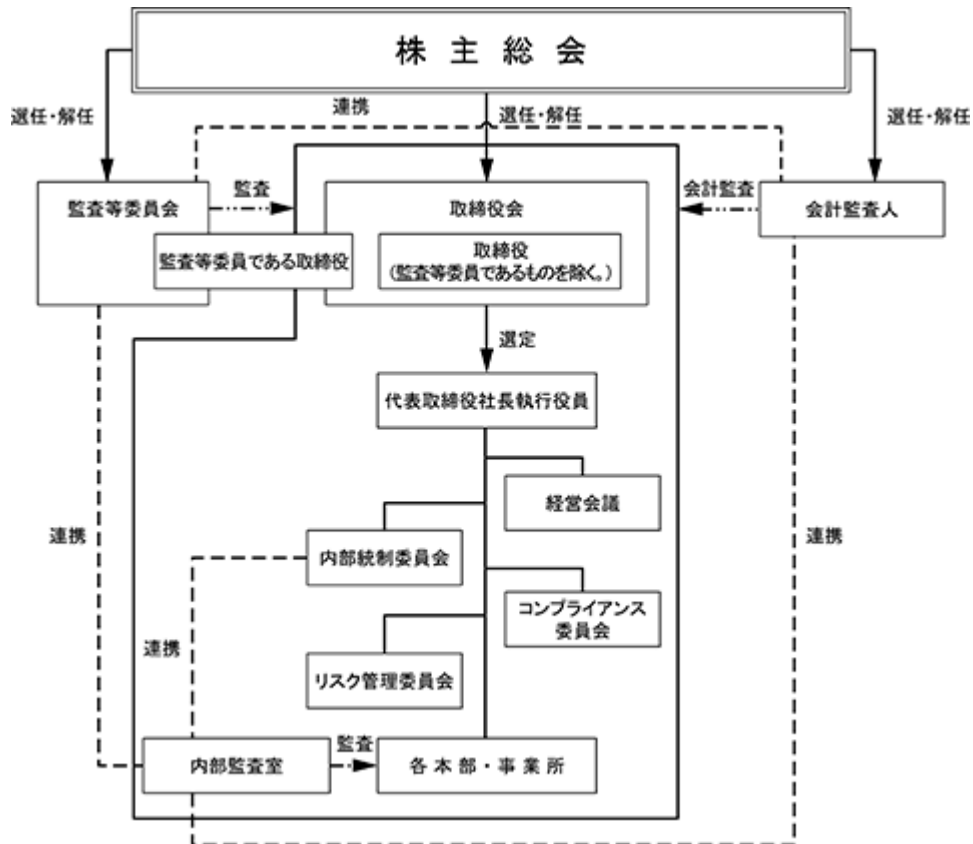 株主総会
選任・解任
連携
選任・解任
選任・解任
監査等委員会
監査
取締役会
会計監査
会計監査人
監査等委員である取締役
取締役
(監査等委員であるものを除く。)
選定
代表取締役社長執行役員
経営会議
連携
内部統制委員会
連携
コンプライアンス
委員会
連携
リスク管理委員会
内部監査室
監査
各本部・事業所